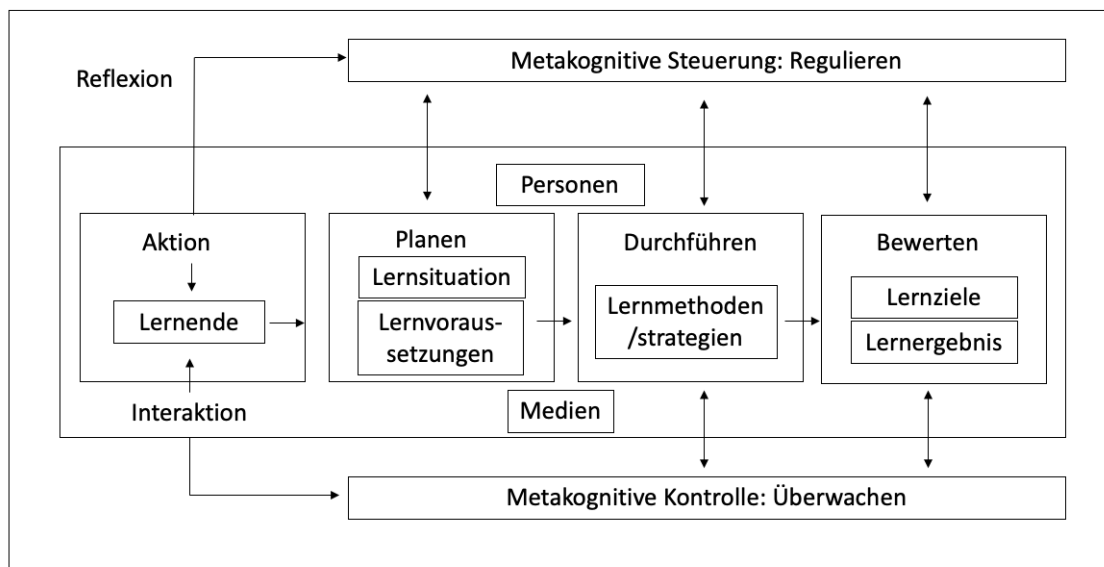 Metakognitive Steuerung: Regulieren
Reflexion
Personen
Aktion
Lernende
Interaktion
Planen
Lernsituation
Lernvoraus-
setzungen
Durchführen
Lernmethoden
/strategien
Bewerten
Lernziele
Lernergebnis
Medien
Metakognitive Kontrolle: Überwachen